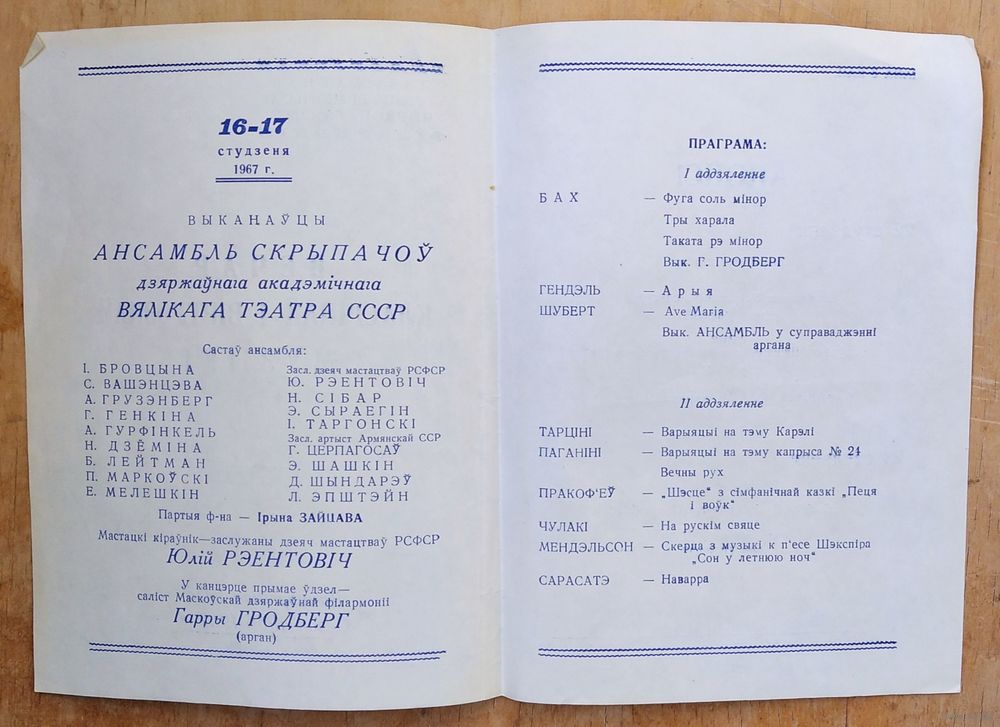 16-17
студзеня
1967 г.
ВЫКАНАЎЦЫ
АНСАМБЛЬ СКРЫПАЧОЎ
дзяржаўнага акадэмічнага
ВЯЛІКАГА ТЭАТРА СССР
Састаў ансамбля:
І. БРОВЦЫНА
С. ВАШЭНЦЭВА
А. ГРУЗЭНБЕРГ
Г. ГЕНКІНА
А. ГУРФІНКЕЛЬ
Н. ДЗЁМІНА
Б. ЛЕЙТМАН
П. МАРКОЎСКІ
Е. МЕЛЕШКІН
Засл. дзеяч мастацтваў РСФСР
Ю. РЭЕНТОВІЧ
Н. СІБАР
Э. СЫРАЕГІН
І. ТАРГОНСКІ
Засл. артыст Армянскай ССР
Г. ЦЕРПАГОСАЎ
Э. ШАШКІН
Д. ШЫНДАРЭЎ
Л. ЭПШТЭЙН
Партыя ф-на — Ірына ЗАЙЦАВА
Мастацкі кіраўнік—заслужаны дзеяч мастацтваў РСФСР
Юлій РЭЕНТОВІЧ
У канцэрце прымае ўдзел—
саліст Маскоўскай дзяржаўнай філармоніі
Гарры ГРОДБЕРГ
(арган)
ПРАГРАМА:
І аддзяленне
БАХ — Фуга соль мінор
Тры харала
Таката рэ мінор
Вык. Г. ГРОДБЕРГ
ГЕНДЭЛЬ — Арыя
ШУБЕРТ — Ave Maria
Вык. АНСАМБЛЬ у суправаджэнні
аргана
ІІ аддзяленне
ТАРЦІНІ — Варыяцыі на тэму Карэлі
ПАГАНІНІ — Варыяцыі на тэму капрыса № 24
Вечны рух
ПРАКОФ'ЕЎ — „Шэсце“ з сімфанічнай казкі „Пеця
і воўк“
ЧУЛАКІ — На рускім свяце
МЕНДЭЛЬСОН — Скерца з музыкі к п'есе Шэкспіра
„Сон у летнюю ноч“
САРАСАТЭ — Наварра